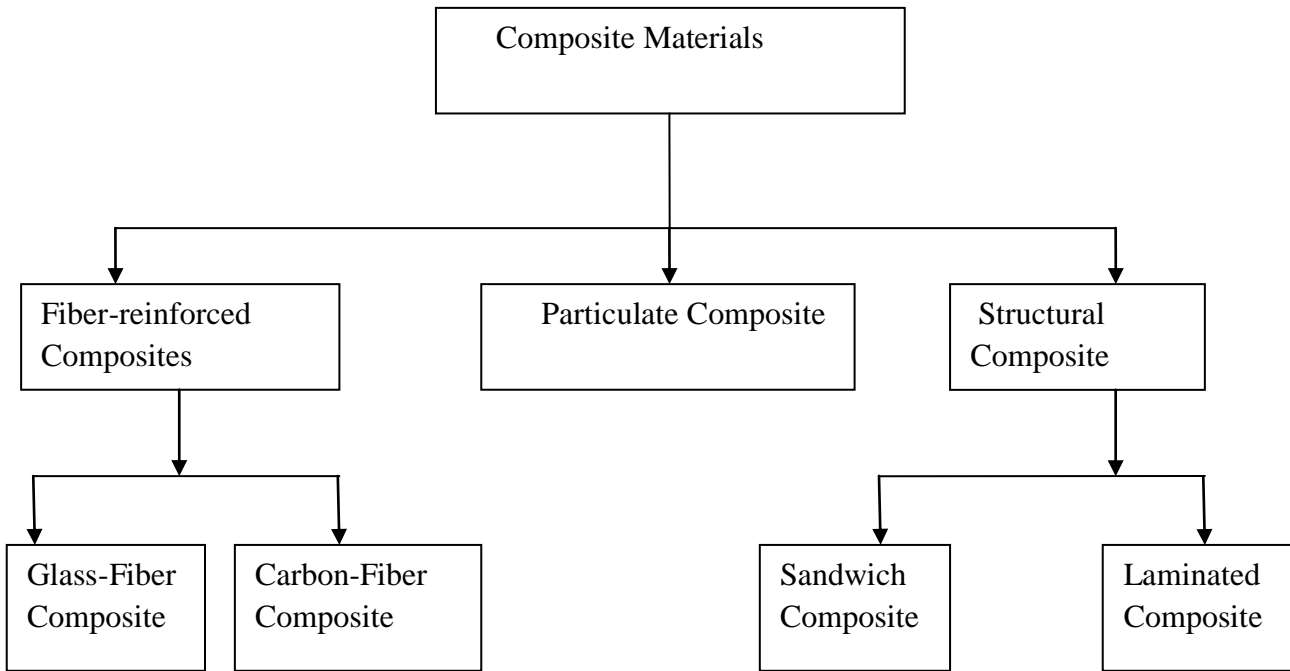 Composite Materials
Fiber-reinforced
Composites
Particulate Composite
Structural
Composite
Glass-Fiber
Composite
Carbon-Fiber
Composite
Sandwich
Composite
Laminated
Composite